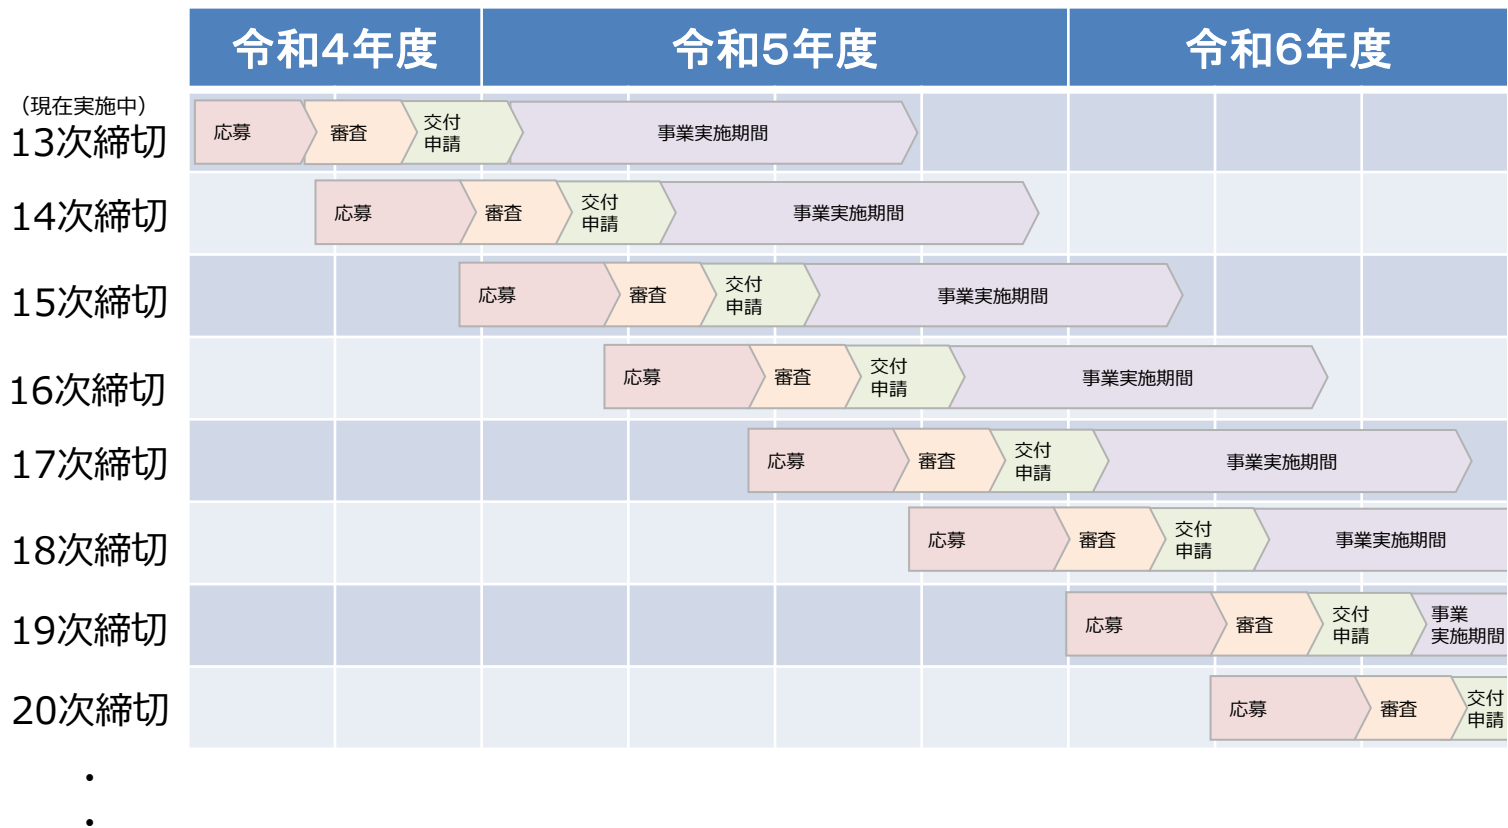 令和4年度 令和5年度 令和6年度
（現在実施中）
13次締切 応募 審査 交付 事業実施期間
申請
14次締切 応募 審査 交付 事業実施期間
申請
15次締切 応募 審査 交付 事業実施期間
申請
16次締切 応募 審査 交付 事業実施期間
申請
17次締切 応募 審査 交付 事業実施期間
申請
18次締切 応募 審査 交付 事業実施期間
申請
19次締切 応募 審査 交付 事業
申請 実施期間
20次締切 応募 審査 交付
申請
・
・